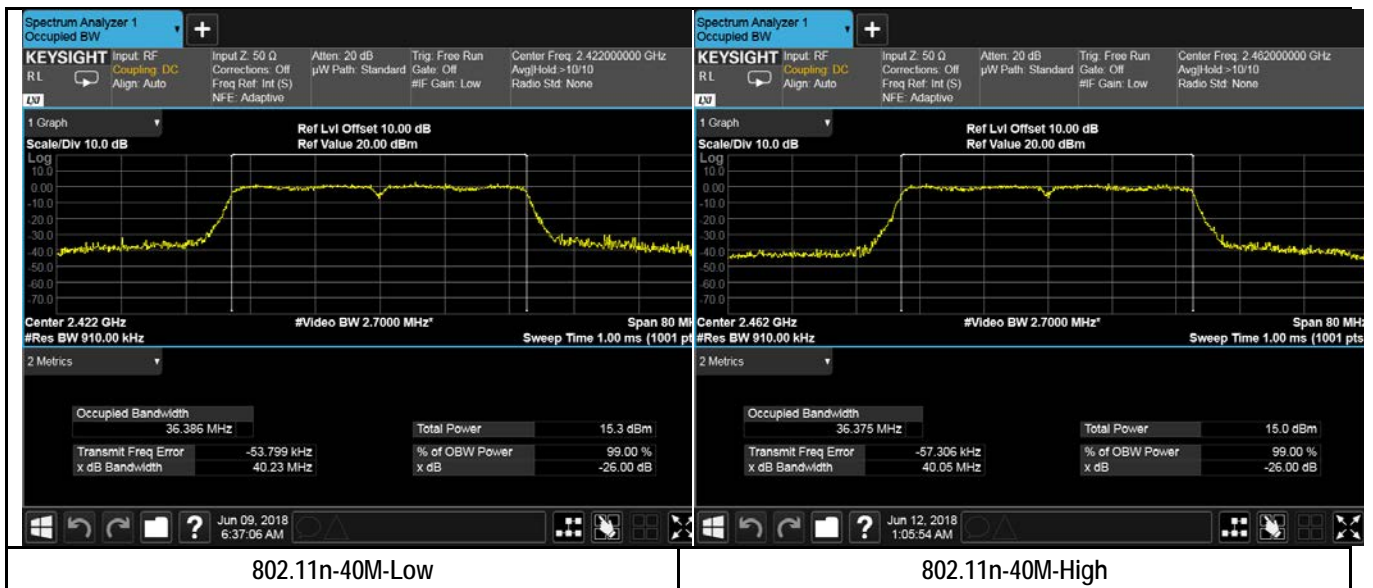 Spectrum Analyzer 1
Occupied BW
+
KEYSIGHT
RL
LXI
Input: RF
Coupling: DC
Align: Auto
Input Z: 50 Ω
Corrections: Off
Freq Ref: Int (S)
NFE: Adaptive
Atten: 20 dB
µW Path: Standard
Trig: Free Run
Gate: Off
#IF Gain: Low
Center Freq: 2.422000000 GHz
Avg|Hold:>10/10
Radio Std: None
1 Graph
Scale/Div 10.0 dB
Ref Lvl Offset 10.00 dB
Ref Value 20.00 dBm
Log
10.0
0.00
-10.0
-20.0
-30.0
-40.0
-50.0
-60.0
-70.0
Center 2.422 GHz
#Res BW 910.00 kHz
#Video BW 2.7000 MHz*
Span 80 MH
Sweep Time 1.00 ms (1001 pt
2 Metrics
Occupied Bandwidth
36.386 MHz
Transmit Freq Error -53.799 kHz
x dB Bandwidth 40.23 MHz
Total Power 15.3 dBm
% of OBW Power 99.00 %
x dB -26.00 dB
?
Jun 09, 2018
6:37:06 AM
802.11n-40M-Low
Spectrum Analyzer 1
Occupied BW
+
KEYSIGHT
RL
LXI
Input: RF
Coupling: DC
Align: Auto
Input Z: 50 Ω
Corrections: Off
Freq Ref: Int (S)
NFE: Adaptive
Atten: 20 dB
µW Path: Standard
Trig: Free Run
Gate: Off
#IF Gain: Low
Center Freq: 2.462000000 GHz
Avg|Hold:>10/10
Radio Std: None
1 Graph
Scale/Div 10.0 dB
Ref Lvl Offset 10.00 dB
Ref Value 20.00 dBm
Log
10.0
0.00
-10.0
-20.0
-30.0
-40.0
-50.0
-60.0
-70.0
Center 2.462 GHz
#Res BW 910.00 kHz
#Video BW 2.7000 MHz*
Span 80 MHz
Sweep Time 1.00 ms (1001 pts
2 Metrics
Occupied Bandwidth
36.375 MHz
Transmit Freq Error -57.306 kHz
x dB Bandwidth 40.05 MHz
Total Power 15.0 dBm
% of OBW Power 99.00 %
x dB -26.00 dB
?
Jun 12, 2018
1:05:54 AM
802.11n-40M-High